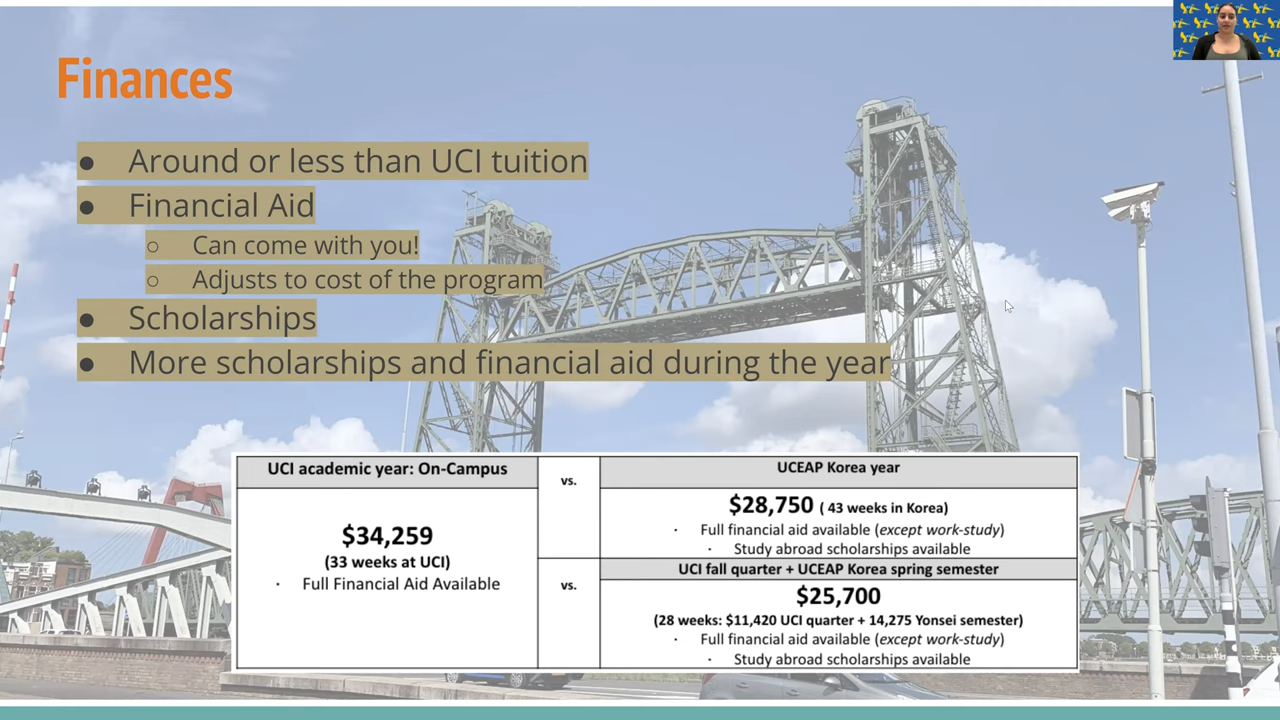 Finances
● Around or less than UCI tuition
● Financial Aid
○ Can come with you!
○ Adjusts to cost of the program
● Scholarships
● More scholarships and financial aid during the year
UCI academic year: On-Campus
$34,259
(33 weeks at UCI)
· Full Financial Aid Available
vs.
UCEAP Korea year
$28,750 ( 43 weeks in Korea)
· Full financial aid available (except work-study)
· Study abroad scholarships available
vs.
UCI fall quarter + UCEAP Korea spring semester
$25,700
(28 weeks: $11,420 UCI quarter + 14,275 Yonsei semester)
· Full financial aid available (except work-study)
· Study abroad scholarships available